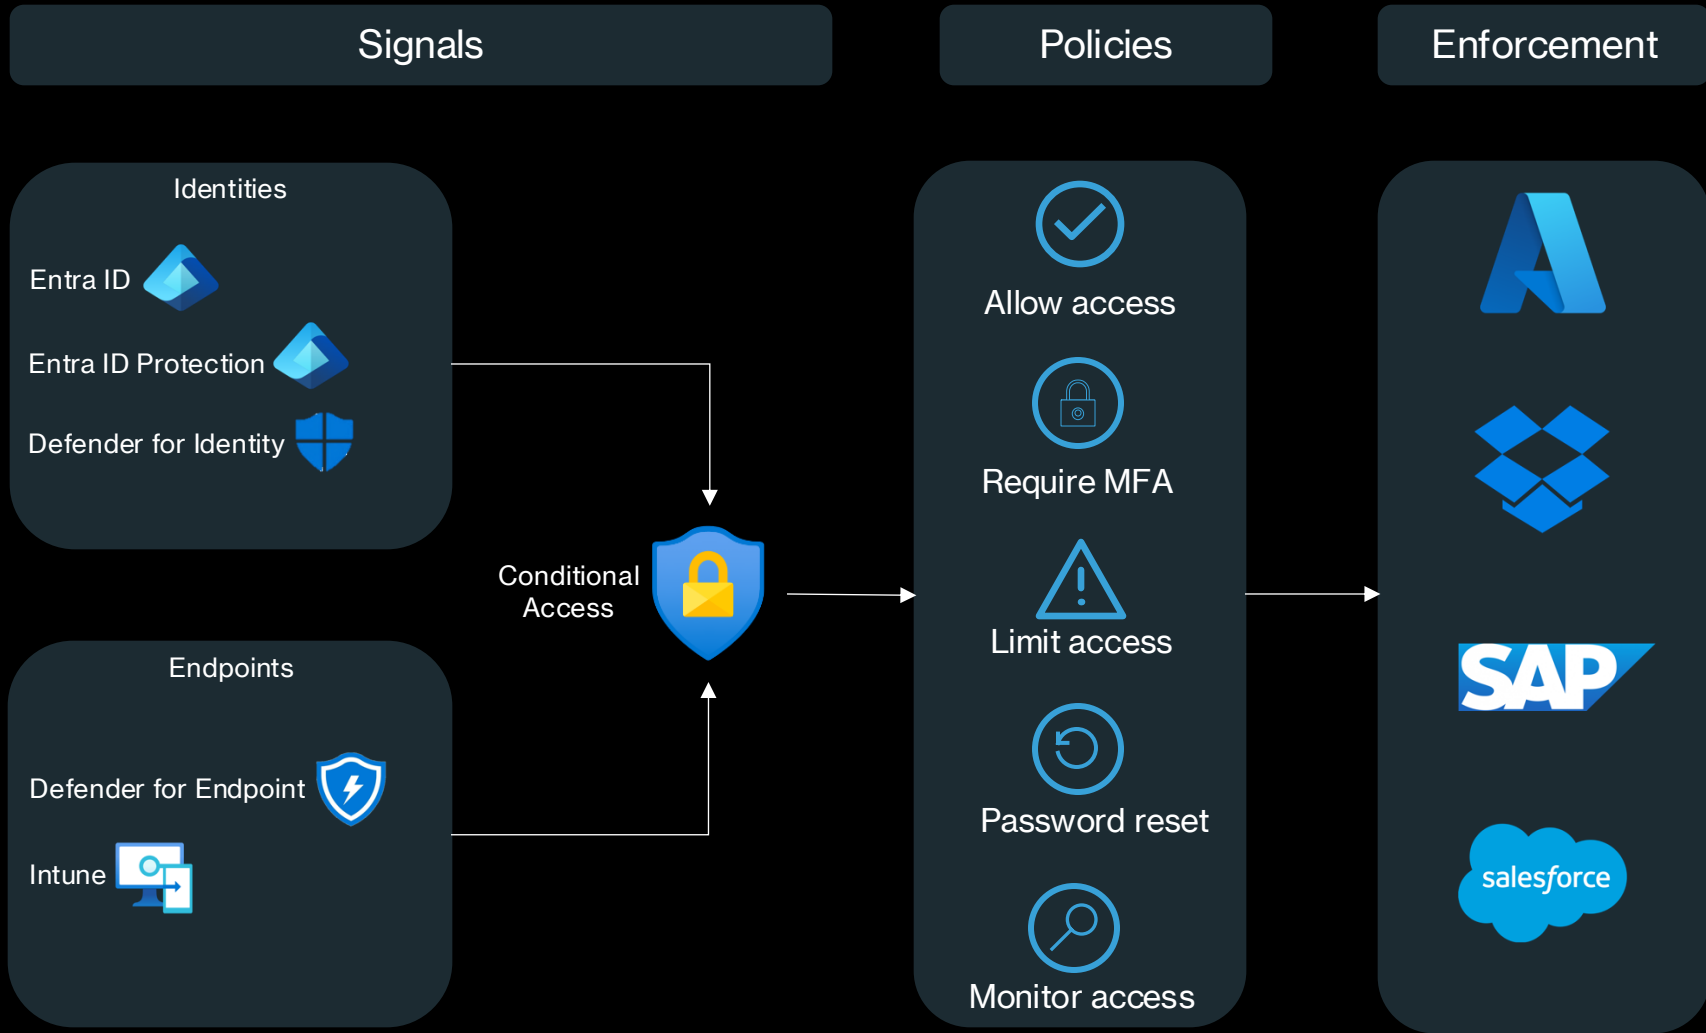 Signals
Policies
Enforcement
Identities
Entra ID
Entra ID Protection
Defender for Identity
Conditional
Access
Endpoints
Defender for Endpoint
Intune
Allow access
Require MFA
Limit access
Password reset
Monitor access
SAP
salesforce